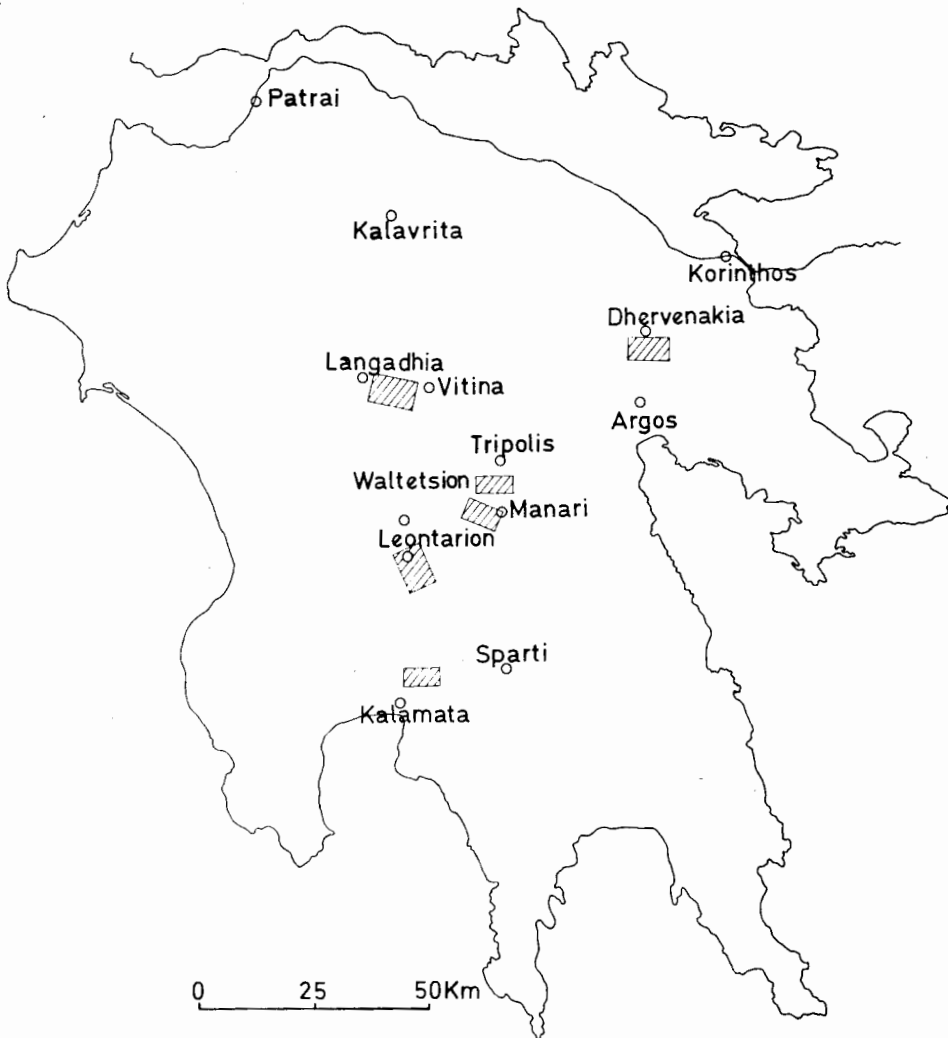 Patrai
Kalavrita
Korinthos
Dhervenakia
Langadhia
Vitina
Argos
Tripolis
Waltetsion
Manari
Leontarion
Sparti
Kalamata
0 25 50Km